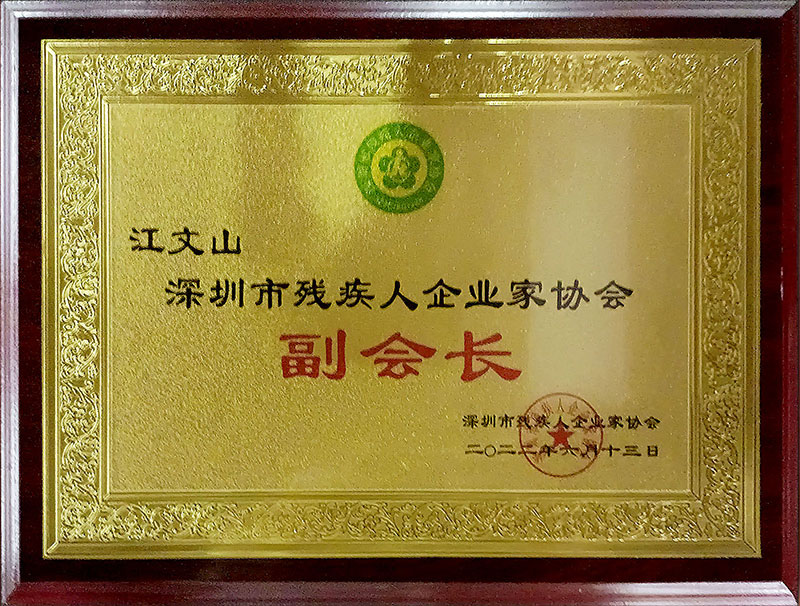 江文山
深圳市残疾人企业家协会
副会长
深圳市残疾人企业家协会
二〇二二年六月十三日